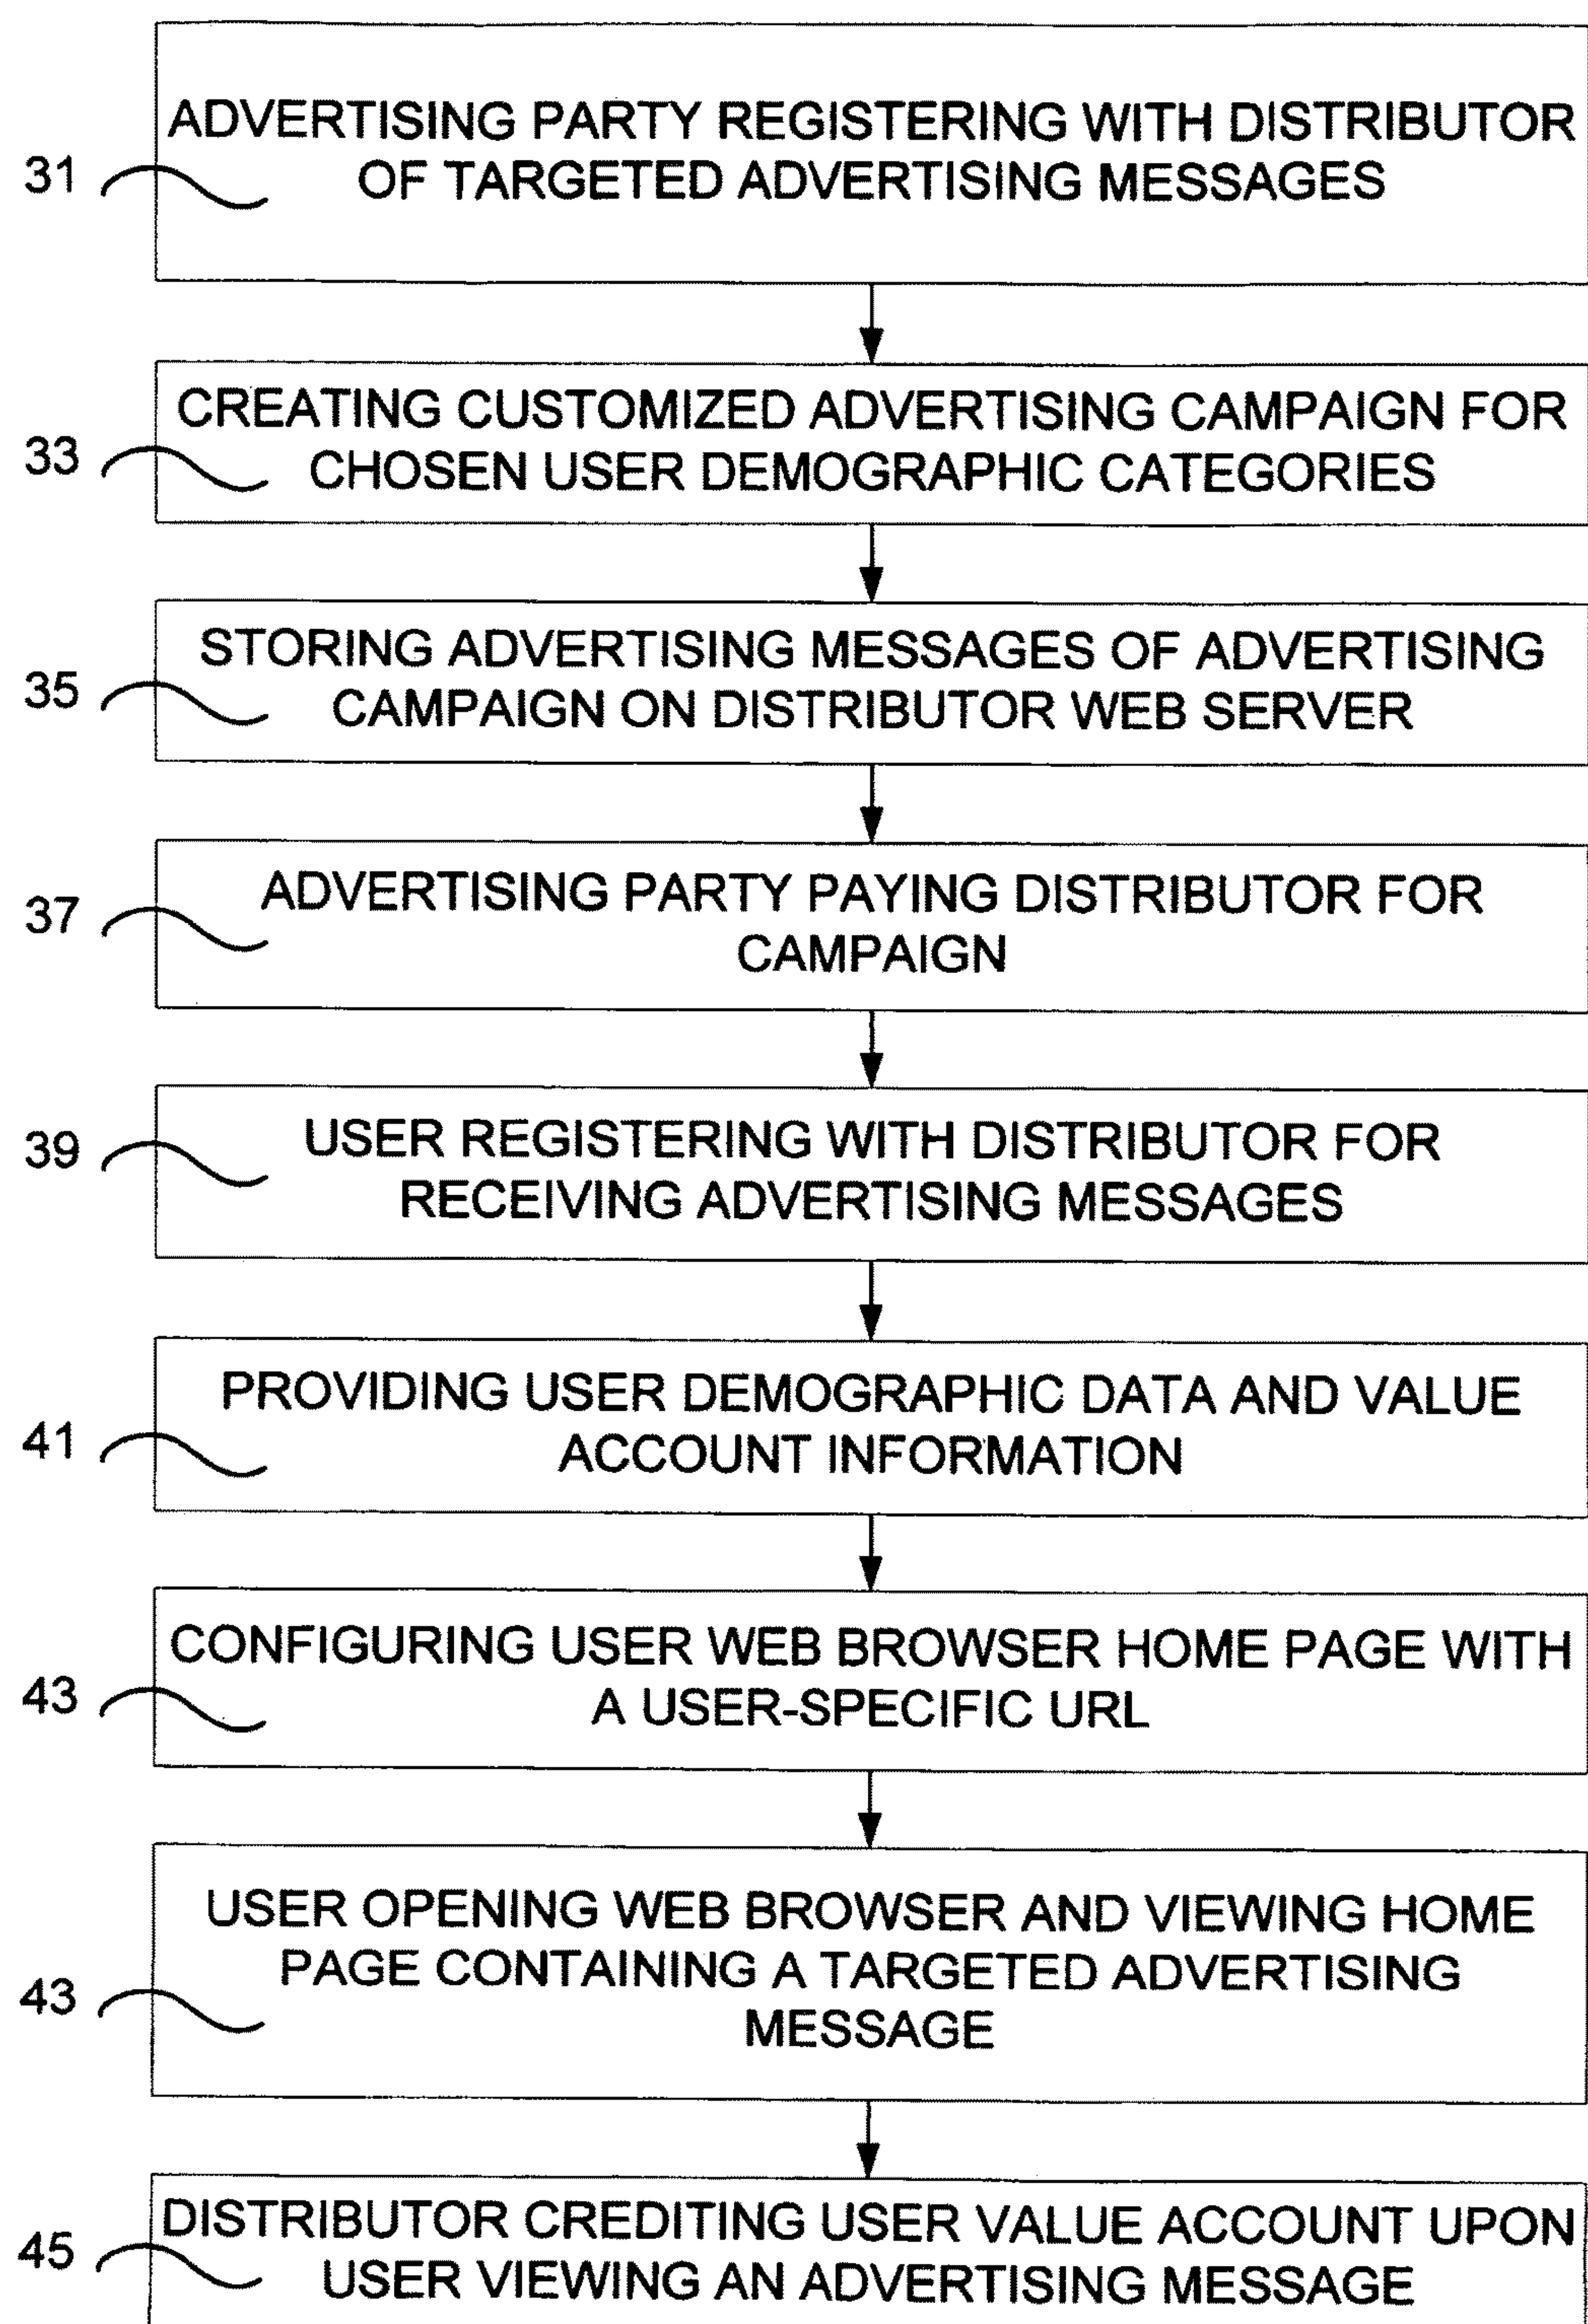 ADVERTISING PARTY REGISTERING WITH DISTRIBUTOR
OF TARGETED ADVERTISING MESSAGES
31
CREATING CUSTOMIZED ADVERTISING CAMPAIGN FOR
CHOSEN USER DEMOGRAPHIC CATEGORIES
33
STORING ADVERTISING MESSAGES OF ADVERTISING
CAMPAIGN ON DISTRIBUTOR WEB SERVER
35
ADVERTISING PARTY PAYING DISTRIBUTOR FOR
CAMPAIGN
37
USER REGISTERING WITH DISTRIBUTOR FOR
RECEIVING ADVERTISING MESSAGES
39
PROVIDING USER DEMOGRAPHIC DATA AND VALUE
ACCOUNT INFORMATION
41
CONFIGURING USER WEB BROWSER HOME PAGE WITH
A USER-SPECIFIC URL
43
USER OPENING WEB BROWSER AND VIEWING HOME
PAGE CONTAINING A TARGETED ADVERTISING
MESSAGE
43
DISTRIBUTOR CREDITING USER VALUE ACCOUNT UPON
USER VIEWING AN ADVERTISING MESSAGE
45